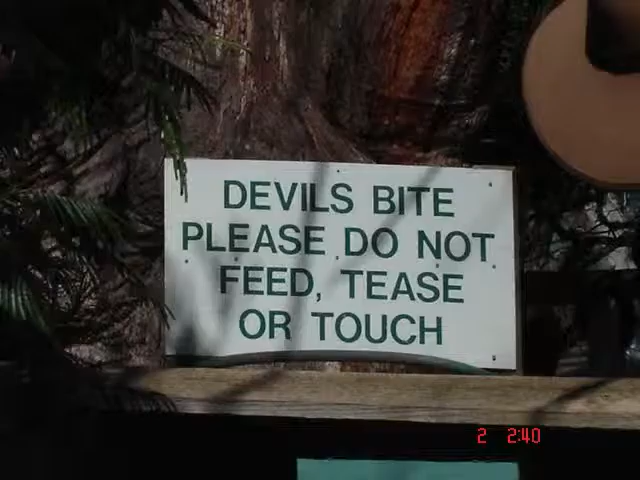 DEVILS BITE
PLEASE DO NOT
FEED, TEASE
OR TOUCH
2 2:40